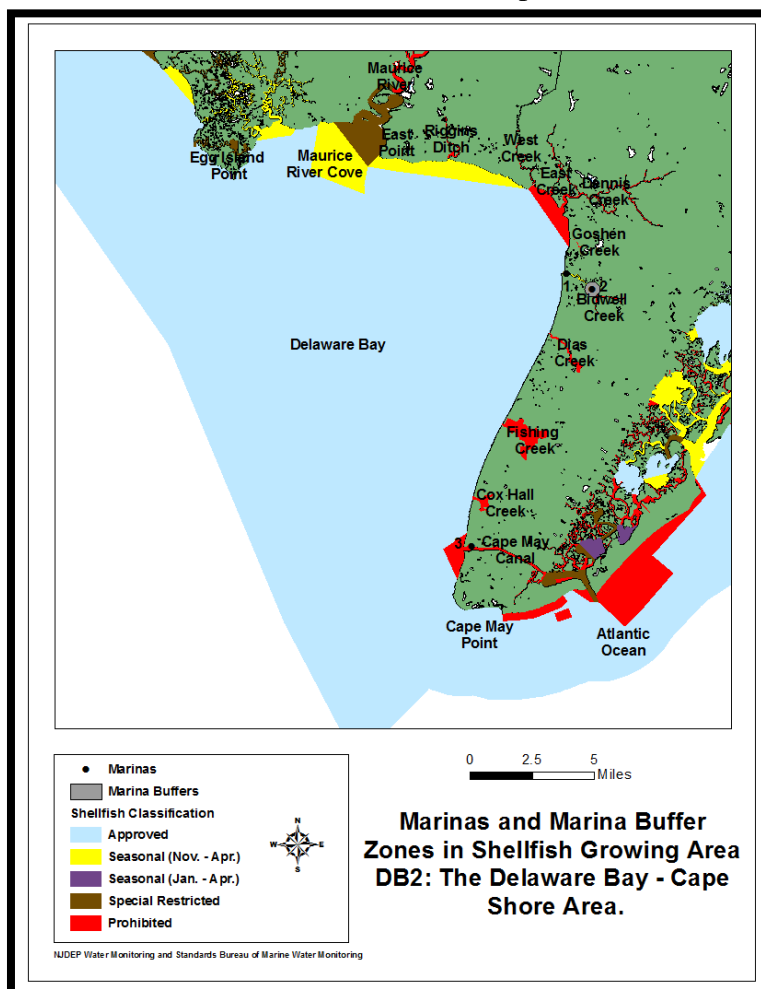 Maurice
River
Egg Island
Point
Maurice
River Cove
East
Point
Riggins
Ditch
West
Creek
East
Creek
Dennis
Creek
Goshen
Creek
1
2
Bidwell
Creek
Delaware Bay
Dias
Creek
Fishing
Creek
Cox Hall
Creek
3
Cape May
Canal
Cape May
Point
Atlantic
Ocean
Marinas
Marina Buffers
Shellfish Classification
Approved
Seasonal (Nov. - Apr.)
Seasonal (Jan. - Apr.)
Special Restricted
Prohibited
N
W E
S
0 2.5 5
Miles
Marinas and Marina Buffer
Zones in Shellfish Growing Area
DB2: The Delaware Bay - Cape
Shore Area.
NJDEP Water Monitoring and Standards Bureau of Marine Water Monitoring